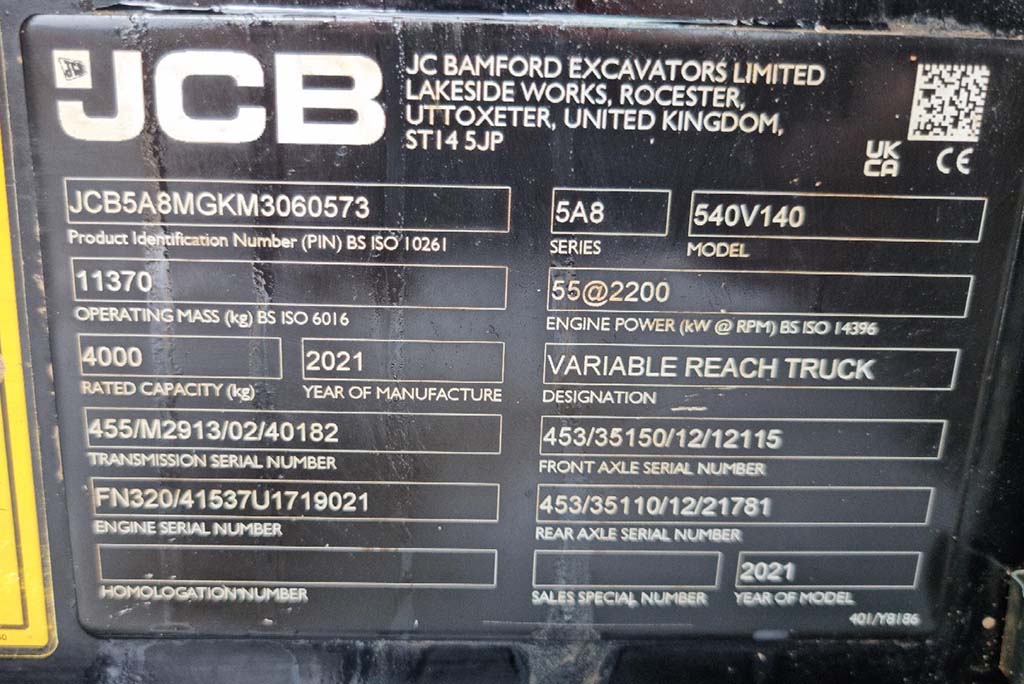 JCB
JC BAMFORD EXCAVATORS LIMITED
LAKESIDE WORKS, ROCESTER,
UTTOXETER, UNITED KINGDOM,
ST14 5JP
UK
CA
CE
JCB5A8MGKM3060573
Product Identification Number (PIN) BS ISO 10261
5A8
SERIES
540V140
MODEL
11370
OPERATING MASS (kg) BS ISO 6016
55@2200
ENGINE POWER (kW @ RPM) BS ISO 14396
4000
RATED CAPACITY (kg)
2021
YEAR OF MANUFACTURE
VARIABLE REACH TRUCK
DESIGNATION
455/M2913/02/40182
TRANSMISSION SERIAL NUMBER
453/35150/12/12115
FRONT AXLE SERIAL NUMBER
FN320/41537U1719021
ENGINE SERIAL NUMBER
453/35110/12/21781
REAR AXLE SERIAL NUMBER
HOMOLOGATION NUMBER
SALES SPECIAL NUMBER
2021
YEAR OF MODEL
401/Y8186